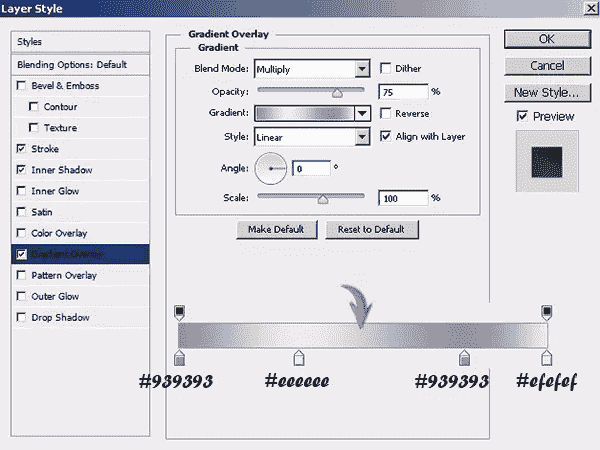 Layer Style
Styles
Blending Options: Default
Bevel & Emboss
Contour
Texture
Stroke
Inner Shadow
Inner Glow
Satin
Color Overlay
Gradient Overlay
Pattern Overlay
Outer Glow
Drop Shadow
Gradient Overlay
Gradient
Blend Mode: Multiply Dither
Opacity: 75 %
Gradient: Reverse
Style: Linear Align with Layer
Angle: 0 °
Scale: 100 %
Make Default Reset to Default
OK
Cancel
New Style...
Preview
#939393 #eeeeee #939393 #efefef